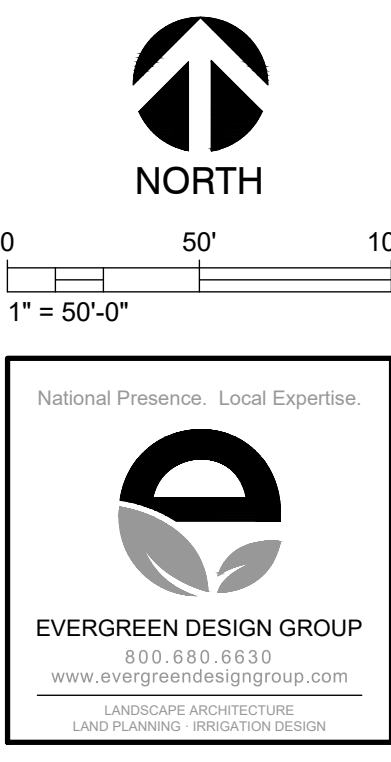 NORTH
0 50' 10
1" = 50'-0"
National Presence. Local Expertise.
e
EVERGREEN DESIGN GROUP
800.680.6630
www.evergreendesigngroup.com
LANDSCAPE ARCHITECTURE
LAND PLANNING · IRRIGATION DESIGN